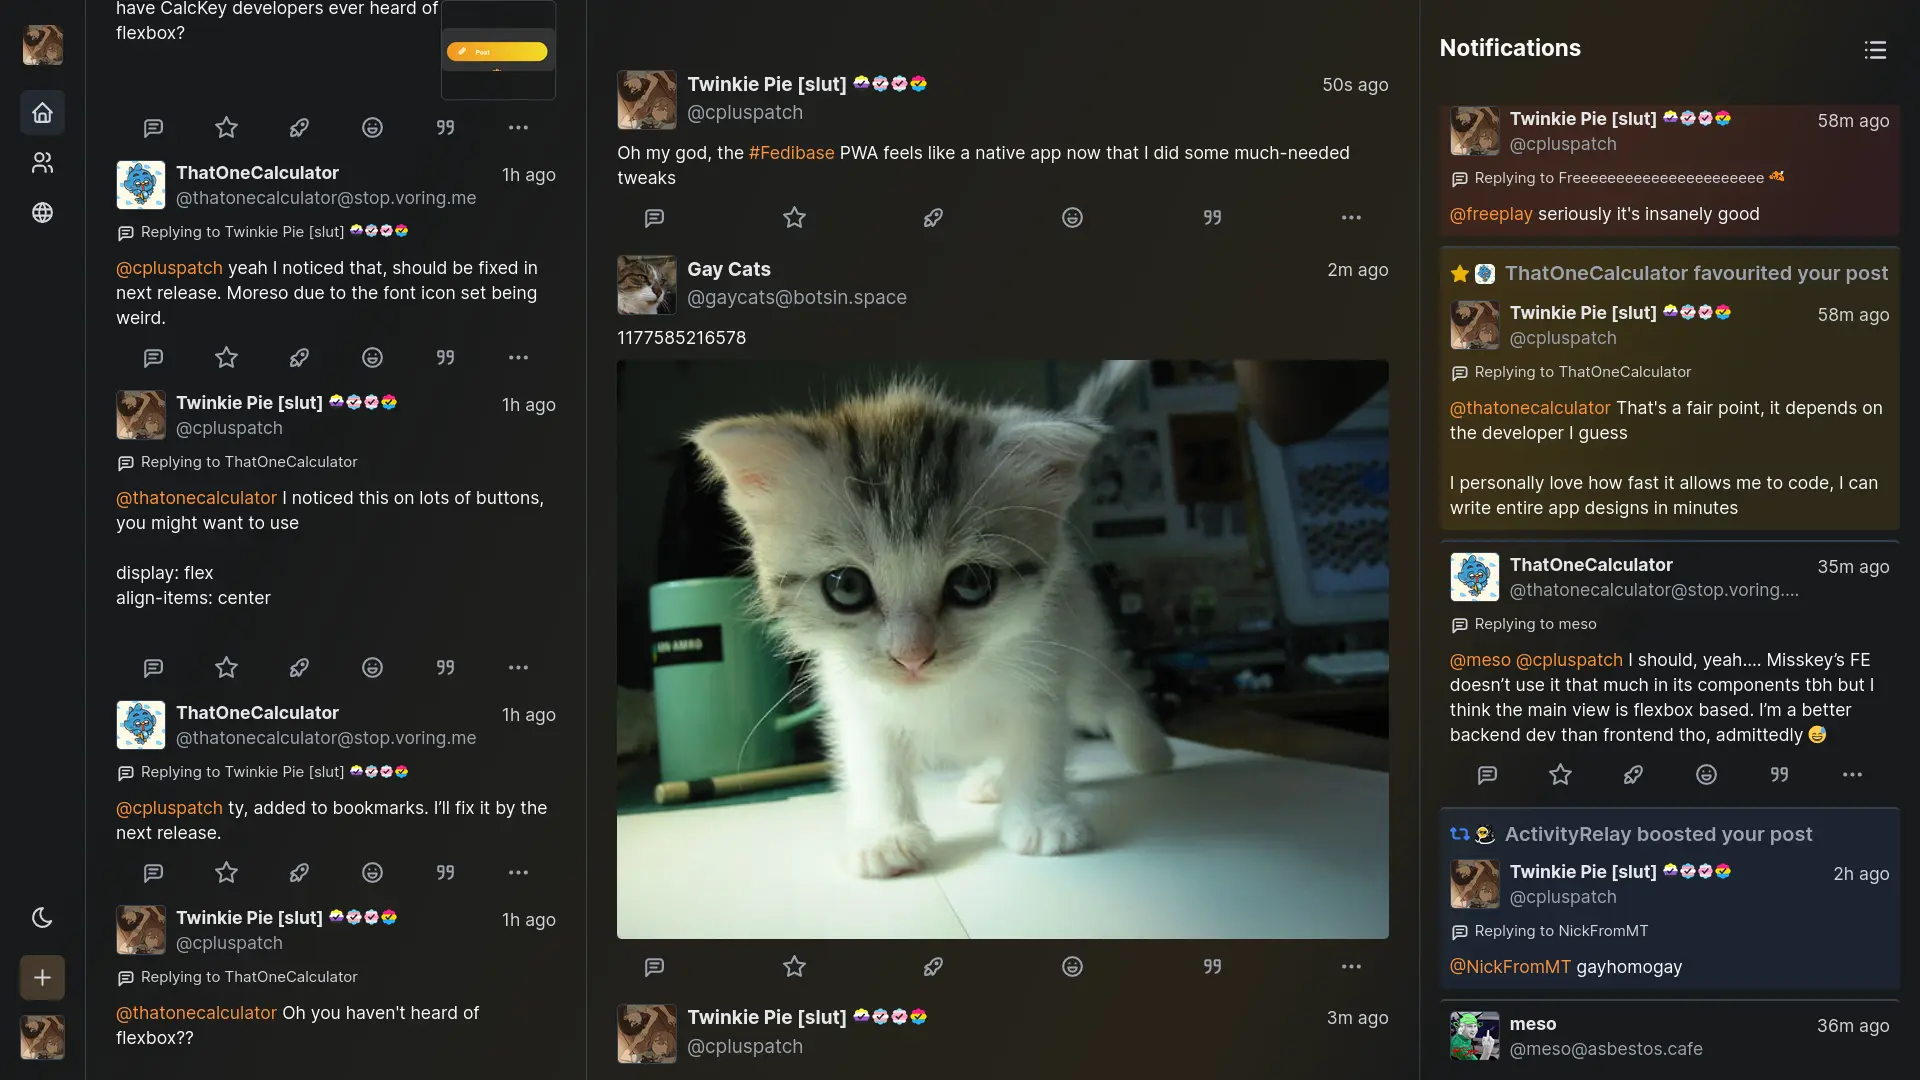 have CalcKey developers ever heard of
flexbox?
Post
ThatOneCalculator
1h ago
@thatonecalculator@stop.voring.me
Replying to Twinkie Pie [slut]
@cpluspatch yeah I noticed that, should be fixed in
next release. Moreso due to the font icon set being
weird.
Twinkie Pie [slut]
1h ago
@cpluspatch
Replying to ThatOneCalculator
@thatonecalculator I noticed this on lots of buttons,
you might want to use
display: flex
align-items: center
ThatOneCalculator
1h ago
@thatonecalculator@stop.voring.me
Replying to Twinkie Pie [slut]
@cpluspatch ty, added to bookmarks. I’ll fix it by the
next release.
Twinkie Pie [slut]
1h ago
@cpluspatch
Replying to ThatOneCalculator
@thatonecalculator Oh you haven't heard of
flexbox??
Twinkie Pie [slut]
50s ago
@cpluspatch
Oh my god, the #Fedibase PWA feels like a native app now that I did some much-needed
tweaks
Gay Cats
2m ago
@gaycats@botsin.space
1177585216578
Twinkie Pie [slut]
3m ago
@cpluspatch
Notifications
Twinkie Pie [slut]
58m ago
@cpluspatch
Replying to Freeeeeeeeeeeeeeeeeeeeee
@freeplay seriously it's insanely good
ThatOneCalculator favourited your post
Twinkie Pie [slut]
58m ago
@cpluspatch
Replying to ThatOneCalculator
@thatonecalculator That's a fair point, it depends on
the developer I guess
I personally love how fast it allows me to code, I can
write entire app designs in minutes
ThatOneCalculator
35m ago
@thatonecalculator@stop.voring....
Replying to meso
@meso @cpluspatch I should, yeah.... Misskey’s FE
doesn’t use it that much in its components tbh but I
think the main view is flexbox based. I’m a better
backend dev than frontend tho, admittedly
ActivityRelay boosted your post
Twinkie Pie [slut]
2h ago
@cpluspatch
Replying to NickFromMT
@NickFromMT gayhomogay
meso
36m ago
@meso@asbestos.cafe